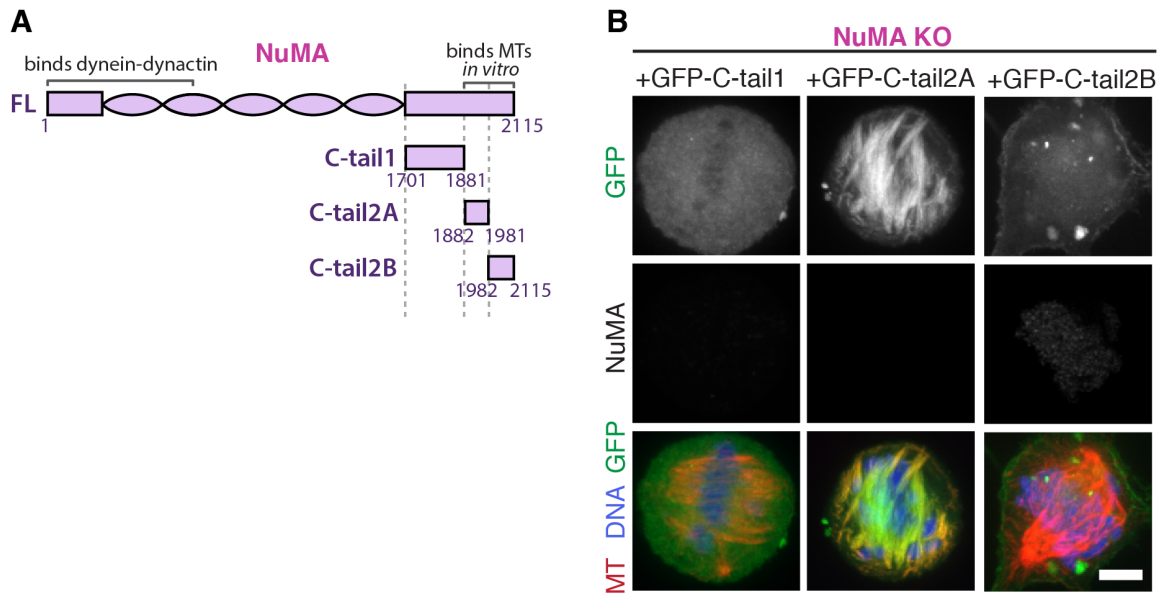 A
NuMA
binds dynein-dynactin
binds MTs
in vitro
FL
1
2115
C-tail1
1701 1881
C-tail2A
1882 1981
C-tail2B
1982 2115
B
NuMA KO
+GFP-C-tail1 +GFP-C-tail2A +GFP-C-tail2B
GFP
NuMA
MT DNA GFP